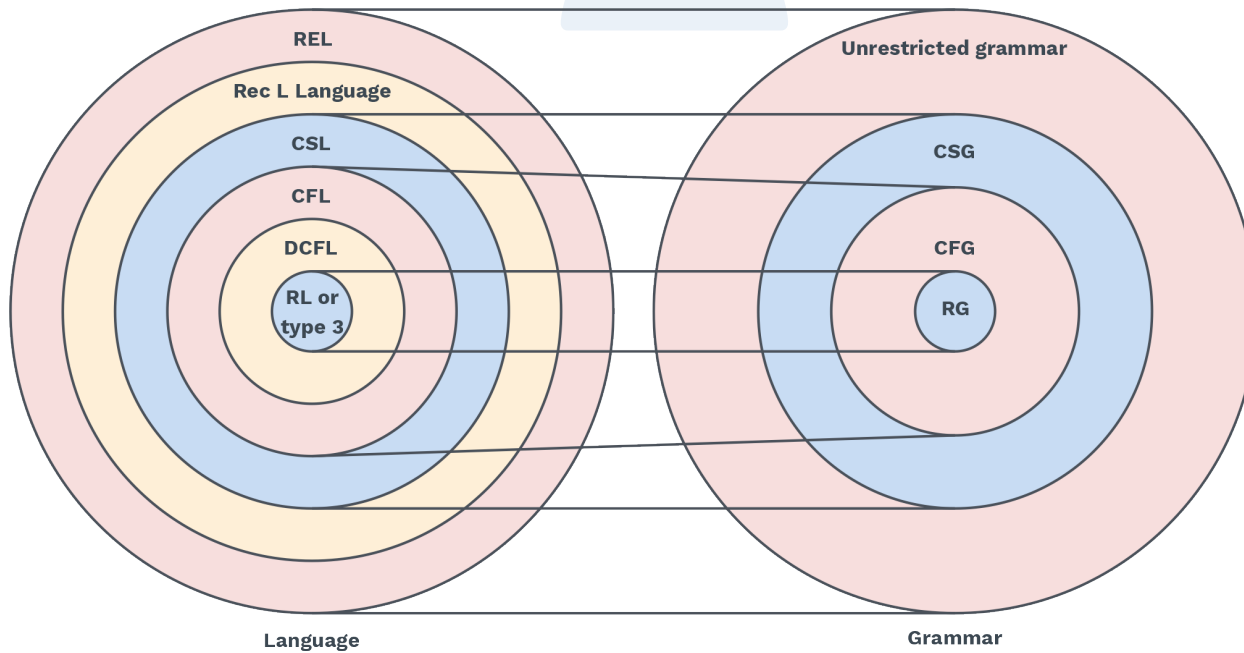 REL
Rec L Language
CSL
CFL
DCFL
RL or
type 3
Language
Unrestricted grammar
CSG
CFG
RG
Grammar